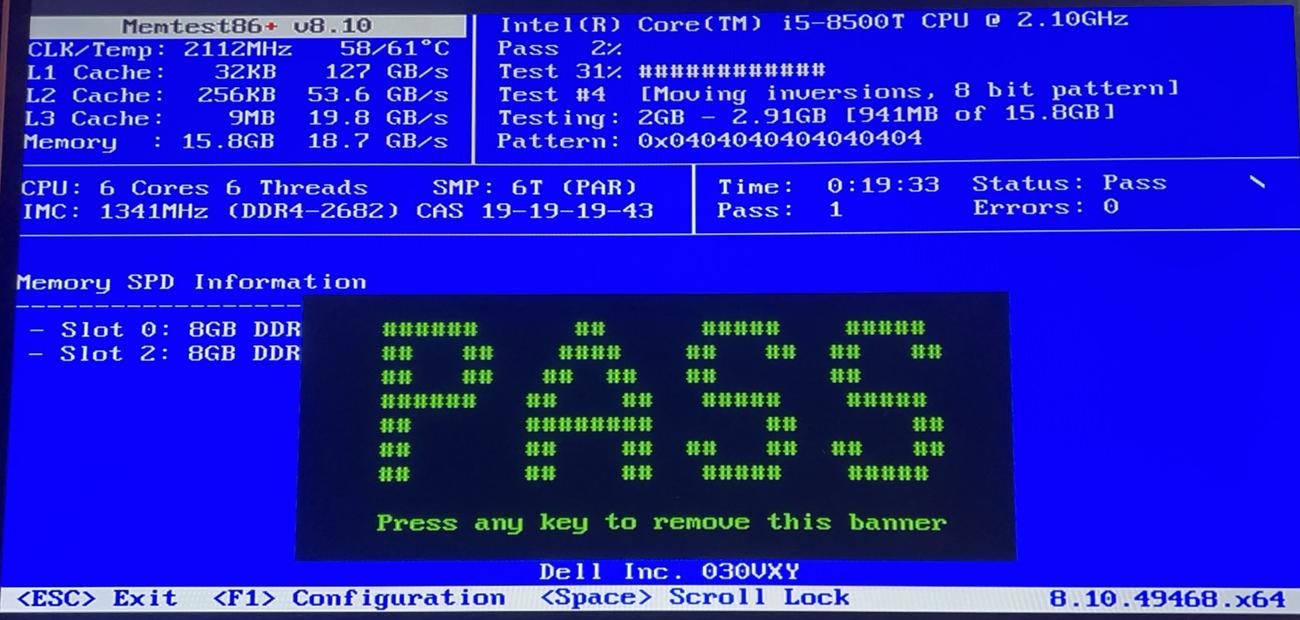 Memtest86+ v8.10
Intel(R) Core(TM) i5-8500T CPU @ 2.10GHz
CLK/Temp: 2112MHz 58/61°C
Pass 2%
L1 Cache: 32KB 127 GB/s
Test 31% ############
L2 Cache: 256KB 53.6 GB/s
Test #4 [Moving inversions, 8 bit pattern]
L3 Cache: 9MB 19.8 GB/s
Testing: 2GB - 2.91GB [941MB of 15.8GB]
Memory : 15.8GB 18.7 GB/s
Pattern: 0x0404040404040404
CPU: 6 Cores 6 Threads SMP: 6T (PAR)
Time: 0:19:33 Status: Pass \
IMC: 1341MHz (DDR4-2682) CAS 19-19-19-43
Pass: 1 Errors: 0
Memory SPD Information
- Slot 0: 8GB DDR
- Slot 2: 8GB DDR
PASS
Press any key to remove this banner
Dell Inc. 030VXY
<ESC> Exit <F1> Configuration <Space> Scroll Lock 8.10.49468.x64